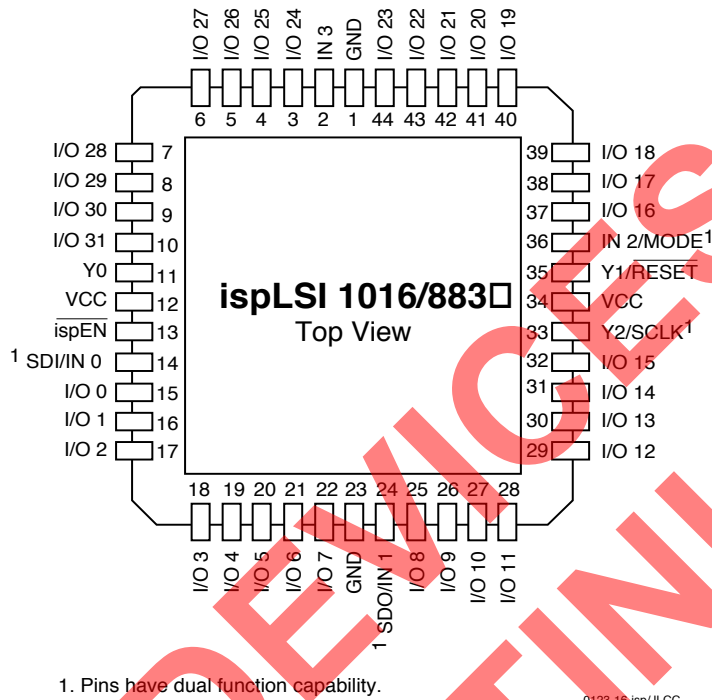 I/O 27
I/O 26
I/O 25
I/O 24
IN 3
GND
I/O 23
I/O 22
I/O 21
I/O 20
I/O 19
6 5 4 3 2 1 44 43 42 41 40
I/O 28 7
I/O 29 8
I/O 30 9
I/O 31 10
Y0 11
VCC 12
ispEN 13
1 SDI/IN 0 14
I/O 0 15
I/O 1 16
I/O 2 17
ispLSI 1016/883□
Top View
39 I/O 18
38 I/O 17
37 I/O 16
36 IN 2/MODE1
35 Y1/RESET
34 VCC
33 Y2/SCLK1
32 I/O 15
31 I/O 14
30 I/O 13
29 I/O 12
18 19 20 21 22 23 24 25 26 27 28
I/O 3
I/O 4
I/O 5
I/O 6
I/O 7
GND
1 SDO/IN 1
I/O 8
I/O 9
I/O 10
I/O 11
DEVICES
1. Pins have dual function capability.